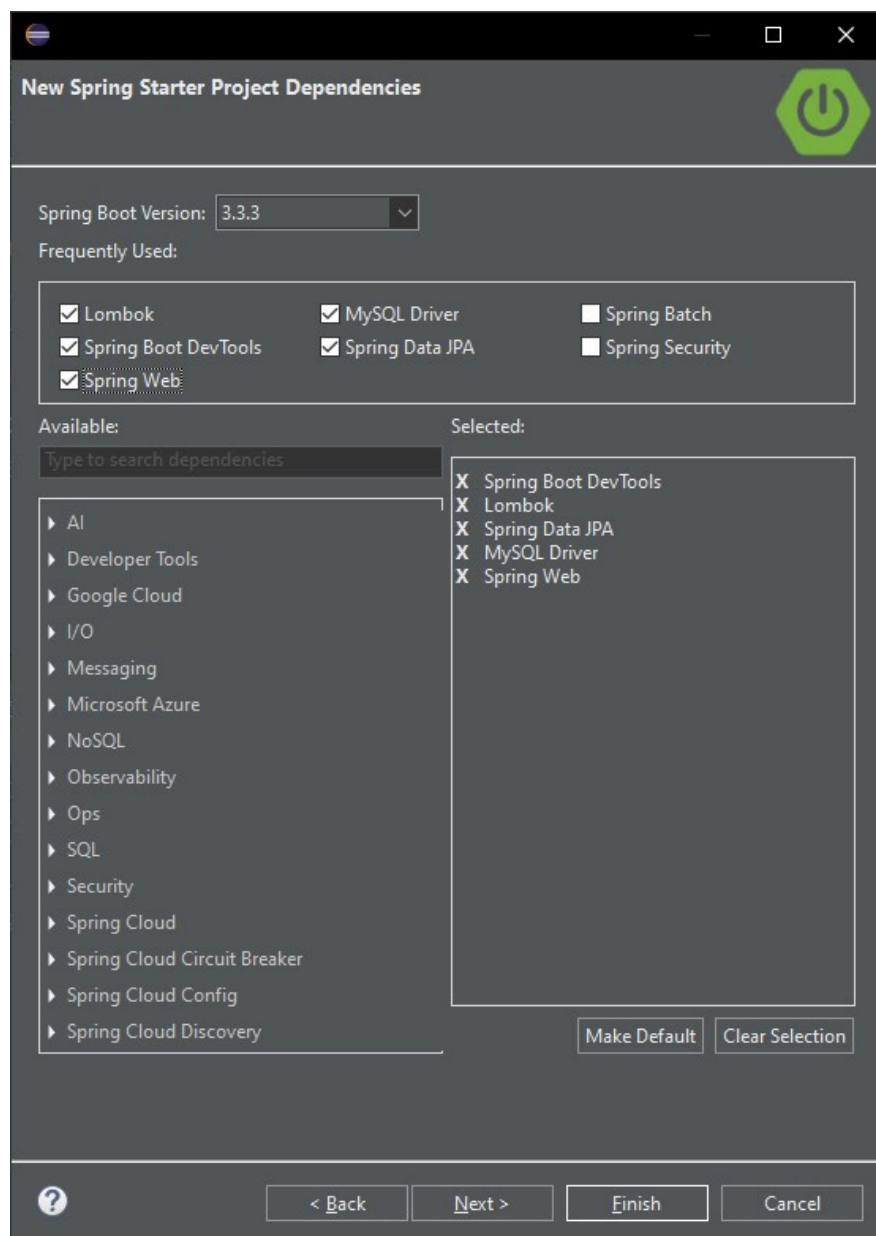 New Spring Starter Project Dependencies
Spring Boot Version: 3.3.3
Frequently Used:
Lombok MySQL Driver Spring Batch
Spring Boot DevTools Spring Data JPA Spring Security
Spring Web
Available: Selected:
Type to search dependencies
X Spring Boot DevTools
X Lombok
X Spring Data JPA
X MySQL Driver
X Spring Web
AI
Developer Tools
Google Cloud
I/O
Messaging
Microsoft Azure
NoSQL
Observability
Ops
SQL
Security
Spring Cloud
Spring Cloud Circuit Breaker
Spring Cloud Config
Spring Cloud Discovery
Make Default Clear Selection
? < Back Next > Finish Cancel